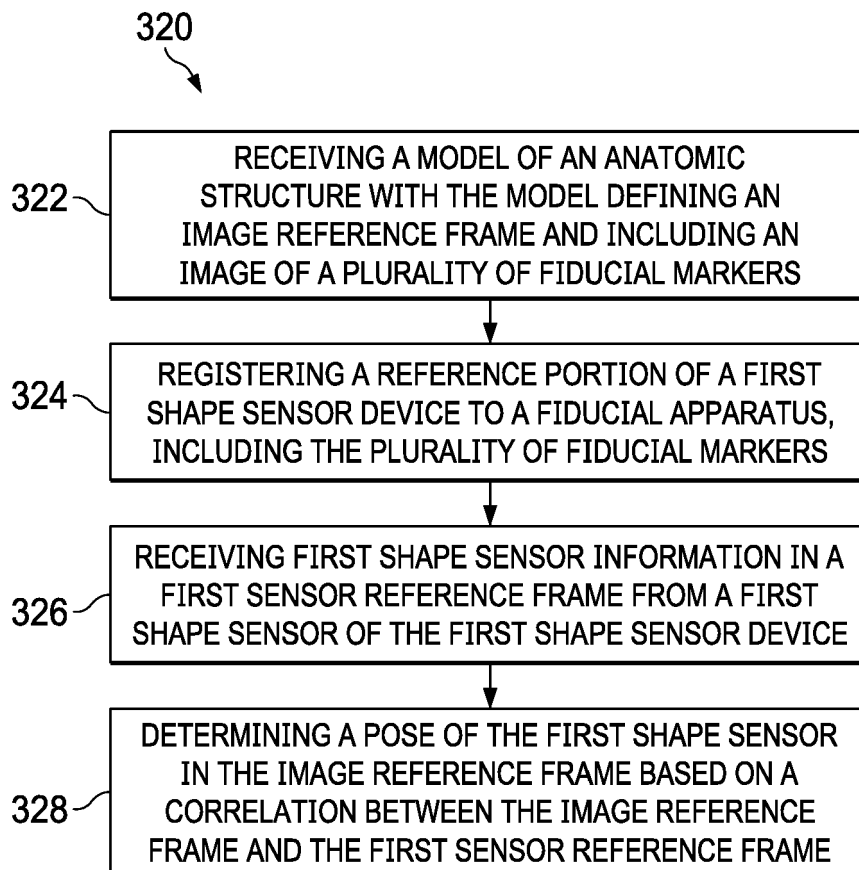 320
322
RECEIVING A MODEL OF AN ANATOMIC
STRUCTURE WITH THE MODEL DEFINING AN
IMAGE REFERENCE FRAME AND INCLUDING AN
IMAGE OF A PLURALITY OF FIDUCIAL MARKERS
324
REGISTERING A REFERENCE PORTION OF A FIRST
SHAPE SENSOR DEVICE TO A FIDUCIAL APPARATUS,
INCLUDING THE PLURALITY OF FIDUCIAL MARKERS
326
RECEIVING FIRST SHAPE SENSOR INFORMATION IN A
FIRST SENSOR REFERENCE FRAME FROM A FIRST
SHAPE SENSOR OF THE FIRST SHAPE SENSOR DEVICE
328
DETERMINING A POSE OF THE FIRST SHAPE SENSOR
IN THE IMAGE REFERENCE FRAME BASED ON A
CORRELATION BETWEEN THE IMAGE REFERENCE
FRAME AND THE FIRST SENSOR REFERENCE FRAME